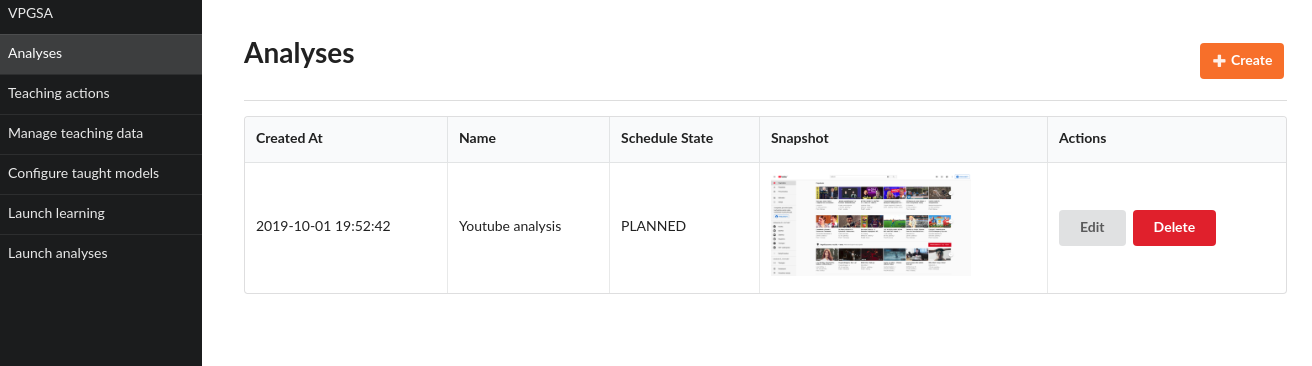 VPGSA
Analyses
Teaching actions
Manage teaching data
Configure taught models
Launch learning
Launch analyses
Analyses
Create
Created At Name Schedule State Snapshot Actions
2019-10-01 19:52:42 Youtube analysis PLANNED Edit Delete